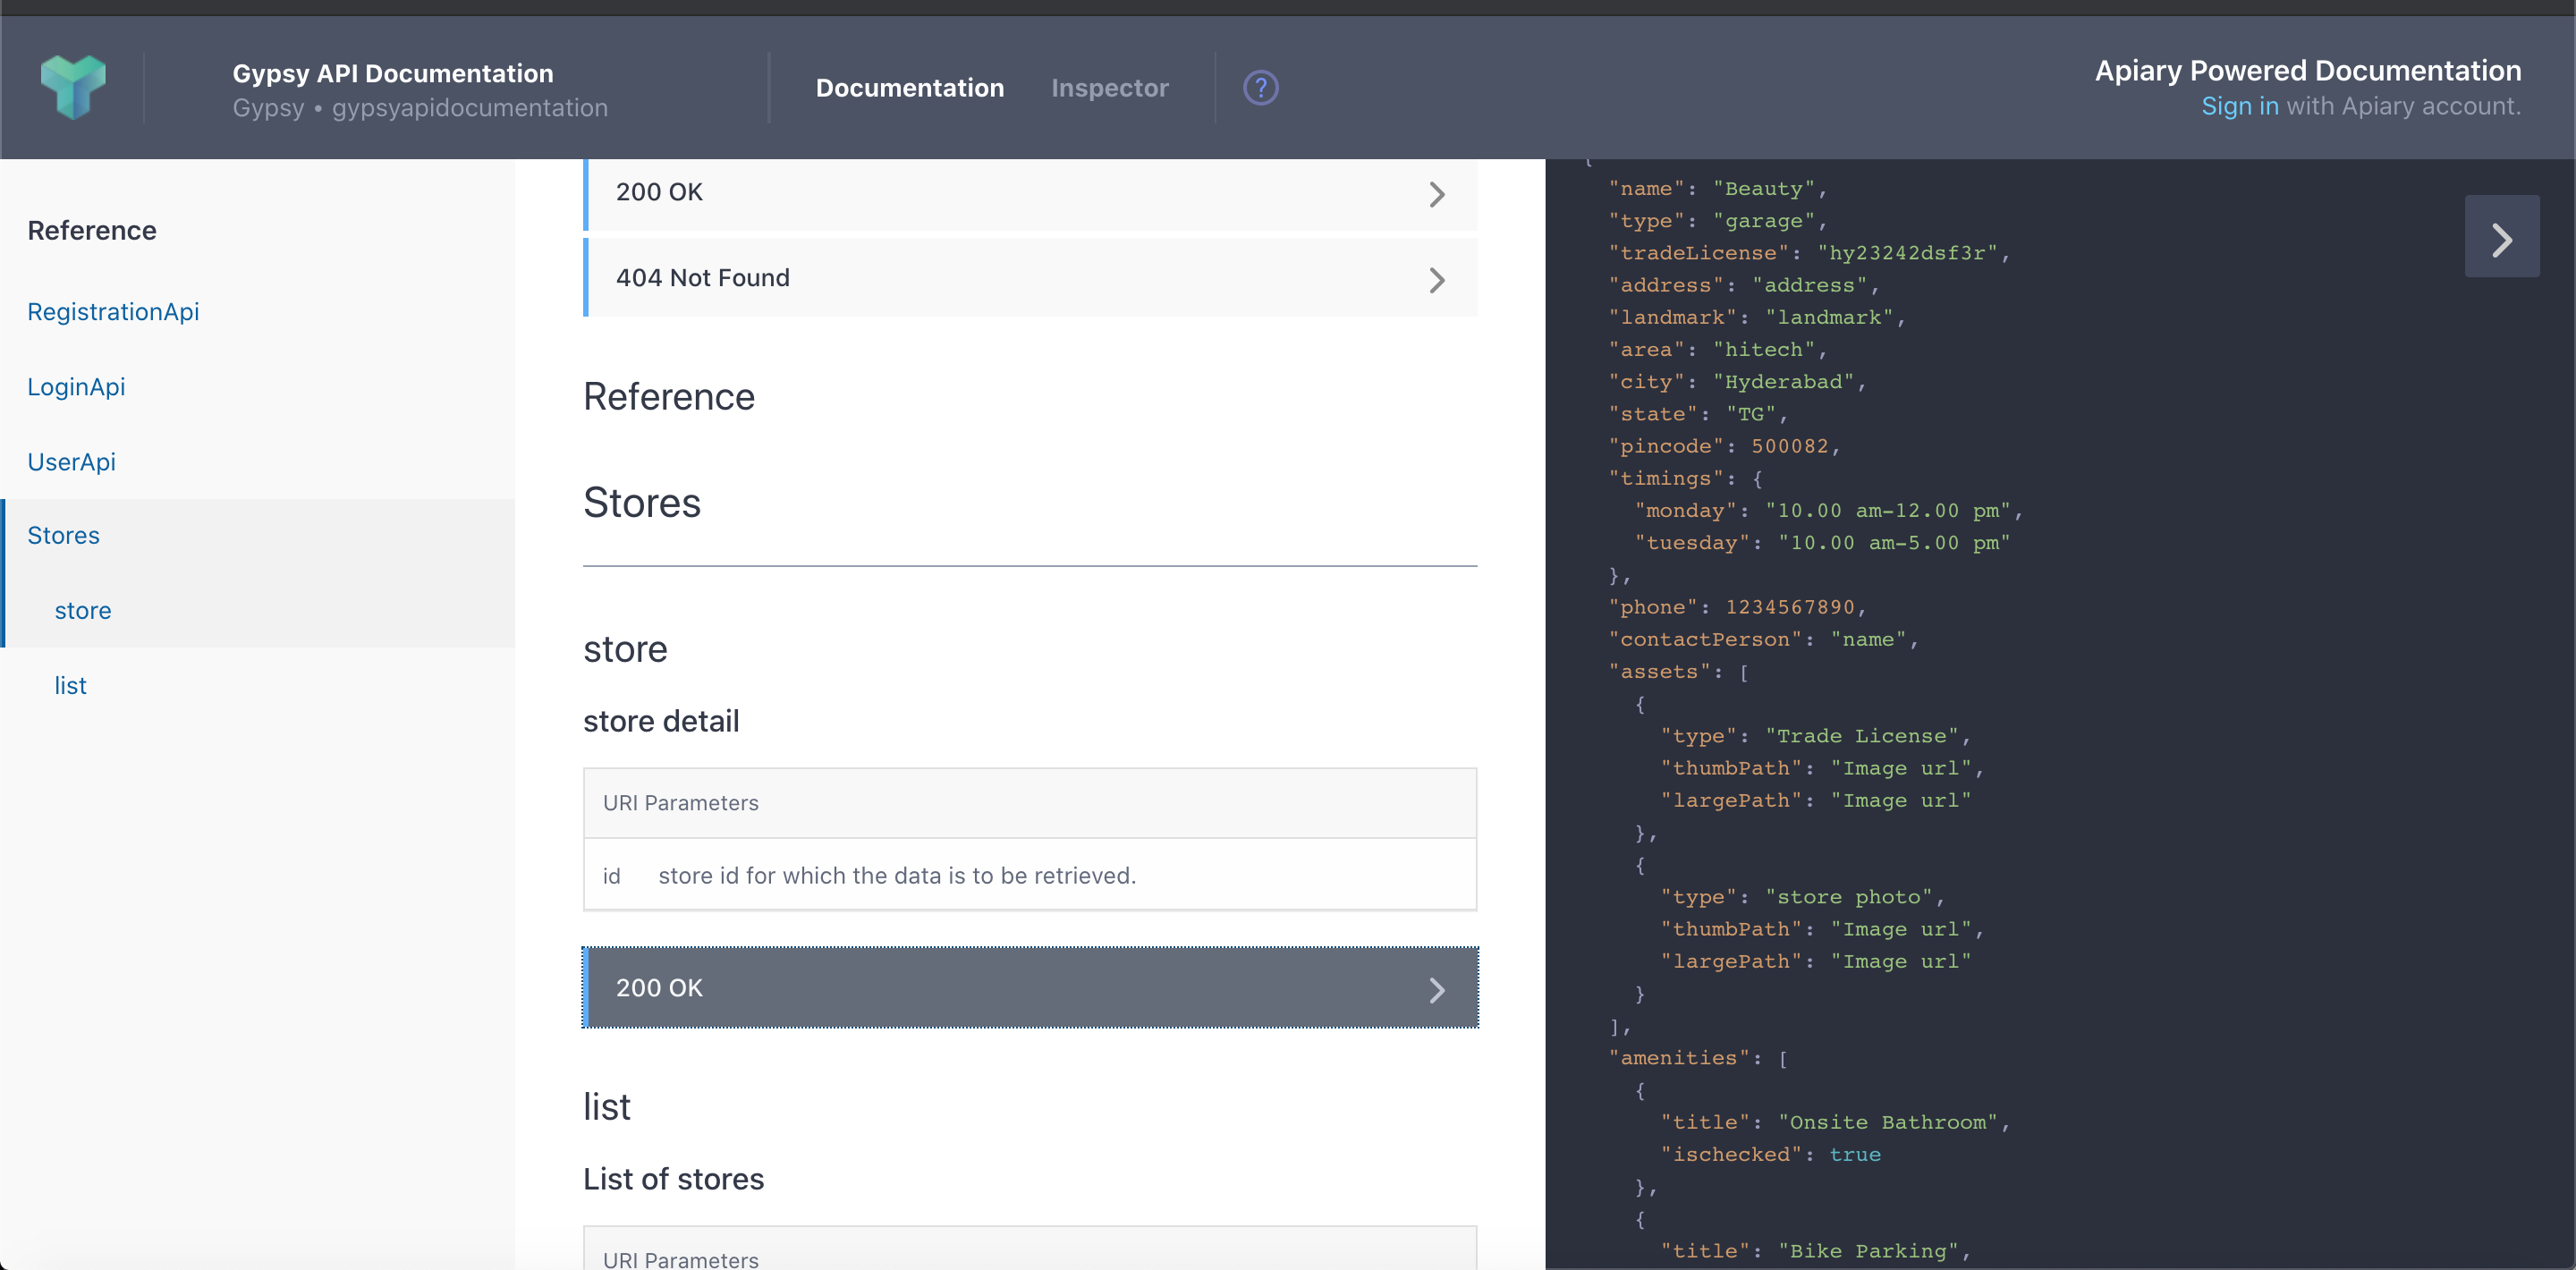 Gypsy API Documentation
Gypsy • gypsyapidocumentation
Documentation
Inspector
?
Apiary Powered Documentation
Sign in with Apiary account.
Reference
RegistrationApi
LoginApi
UserApi
Stores
store
list
200 OK
404 Not Found
Reference
Stores
store
store detail
URI Parameters
id store id for which the data is to be retrieved.
200 OK
list
List of stores
URI Parameters
{
"name": "Beauty",
"type": "garage",
"tradeLicense": "hy23242dsf3r",
"address": "address",
"landmark": "landmark",
"area": "hitech",
"city": "Hyderabad",
"state": "TG",
"pincode": 500082,
"timings": {
"monday": "10.00 am-12.00 pm",
"tuesday": "10.00 am-5.00 pm"
},
"phone": 1234567890,
"contactPerson": "name",
"assets": [
{
"type": "Trade License",
"thumbPath": "Image url",
"largePath": "Image url"
},
{
"type": "store photo",
"thumbPath": "Image url",
"largePath": "Image url"
}
],
"amenities": [
{
"title": "Onsite Bathroom",
"ischecked": true
},
{
"title": "Bike Parking",